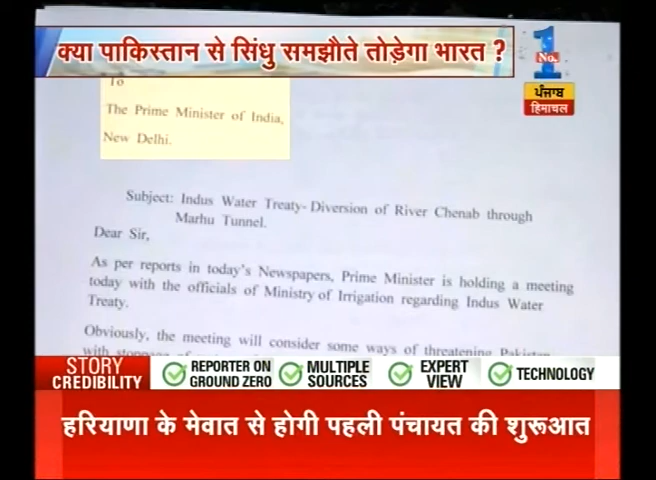 क्या पाकिस्तान से सिंधु समझौते तोड़ेगा भारत ?
No. 1
ਪੰਜਾਬ
हिमाचल
To
The Prime Minister of India,
New Delhi.
Subject: Indus Water Treaty- Diversion of River Chenab through
Marhu Tunnel.
Dear Sir,
As per reports in today's Newspapers, Prime Minister is holding a meeting
today with the officials of Ministry of Irrigation regarding Indus Water
Treaty.
Obviously, the meeting will consider some ways of threatening Pakistan
with stoppage of
STORY
CREDIBILITY
REPORTER ON
GROUND ZERO
MULTIPLE
SOURCES
EXPERT
VIEW
TECHNOLOGY
हरियाणा के मेवात से होगी पहली पंचायत की शुरूआत